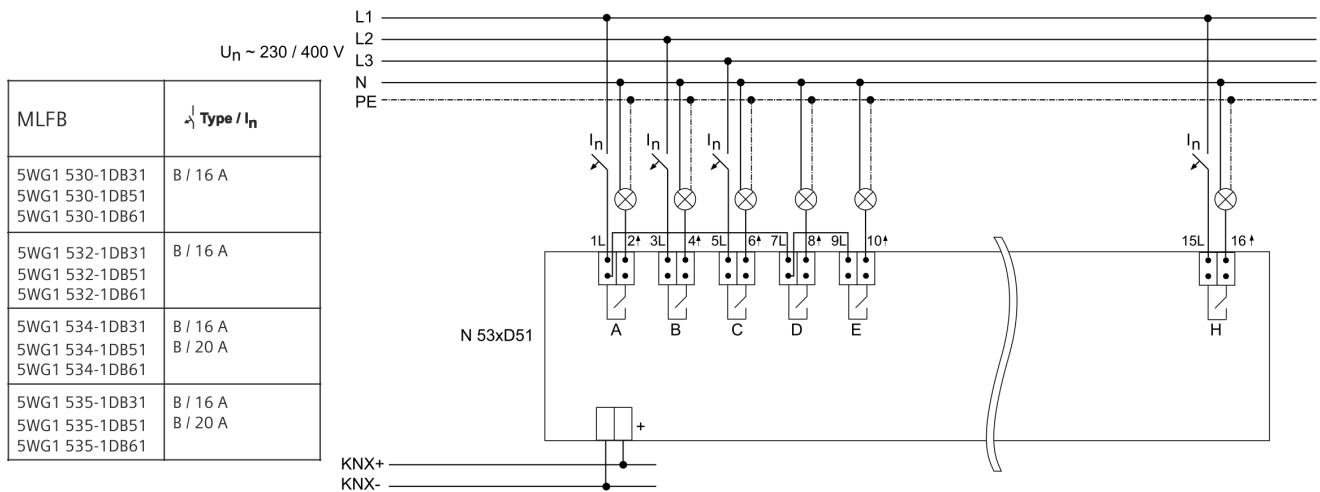 L1
L2
Un ~ 230 / 400 V
L3
N
PE
MLFB
Type / In
5WG1 530-1DB31
5WG1 530-1DB51
5WG1 530-1DB61
B / 16 A
5WG1 532-1DB31
5WG1 532-1DB51
5WG1 532-1DB61
B / 16 A
5WG1 534-1DB31
5WG1 534-1DB51
5WG1 534-1DB61
B / 16 A
B / 20 A
5WG1 535-1DB31
5WG1 535-1DB51
5WG1 535-1DB61
B / 16 A
B / 20 A
In In In In
1L 2 3L 4 5L 6 7L 8 9L 10 15L 16
A B C D E H
N 53xD51
+
KNX+
KNX-